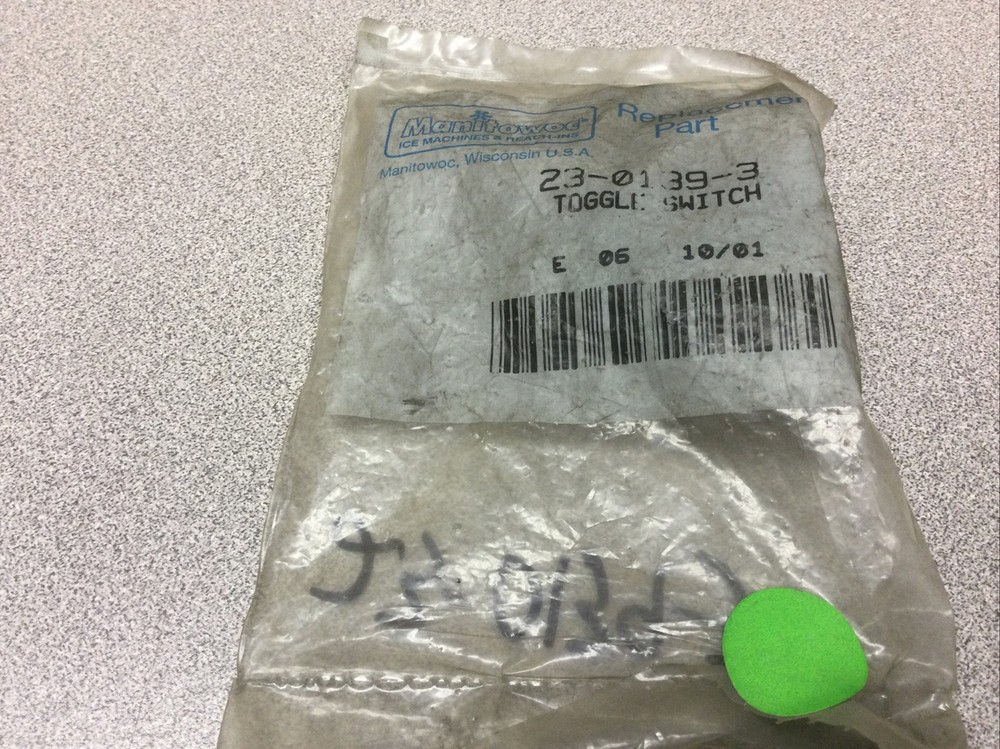 Manitowoc
ICE MACHINES & REACH-INS
Manitowoc, Wisconsin U.S.A.
Replacement
Part
23-0139-3
TOGGLE SWITCH
E 06 10/01